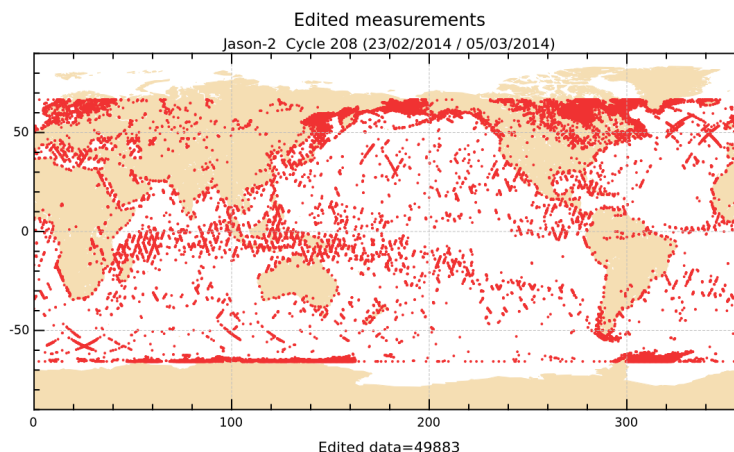 Edited measurements
Jason-2 Cycle 208 (23/02/2014 / 05/03/2014)
50
0
-50
0 100 200 300
Edited data=49883